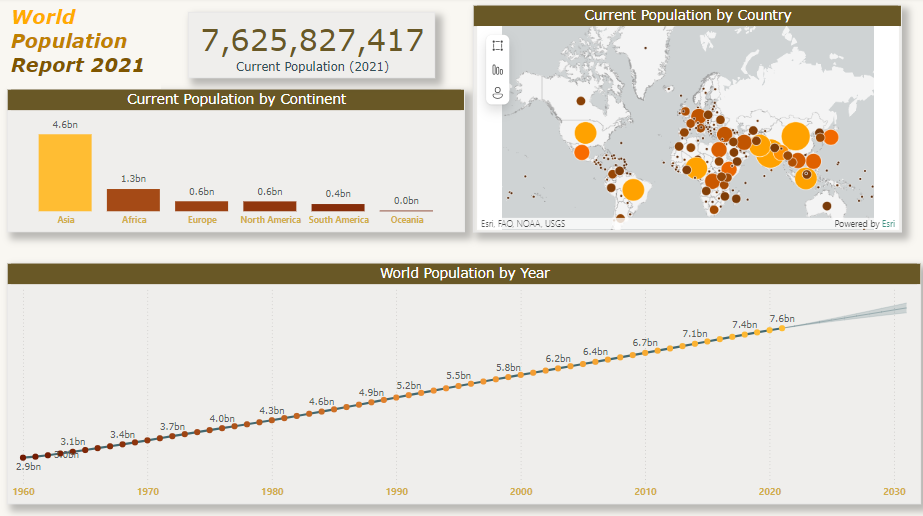 World
Population
Report 2021
7,625,827,417
Current Population (2021)
Current Population by Continent
4.6bn
1.3bn
0.6bn
0.6bn
0.4bn
0.0bn
Asia
Africa
Europe
North America
South America
Oceania
Current Population by Country
Esri, FAO, NOAA, USGS
Powered by Esri
World Population by Year
2.9bn
3.0bn
3.1bn
3.4bn
3.7bn
4.0bn
4.3bn
4.6bn
4.9bn
5.2bn
5.5bn
5.8bn
6.2bn
6.4bn
6.7bn
7.1bn
7.4bn
7.6bn
1960
1970
1980
1990
2000
2010
2020
2030